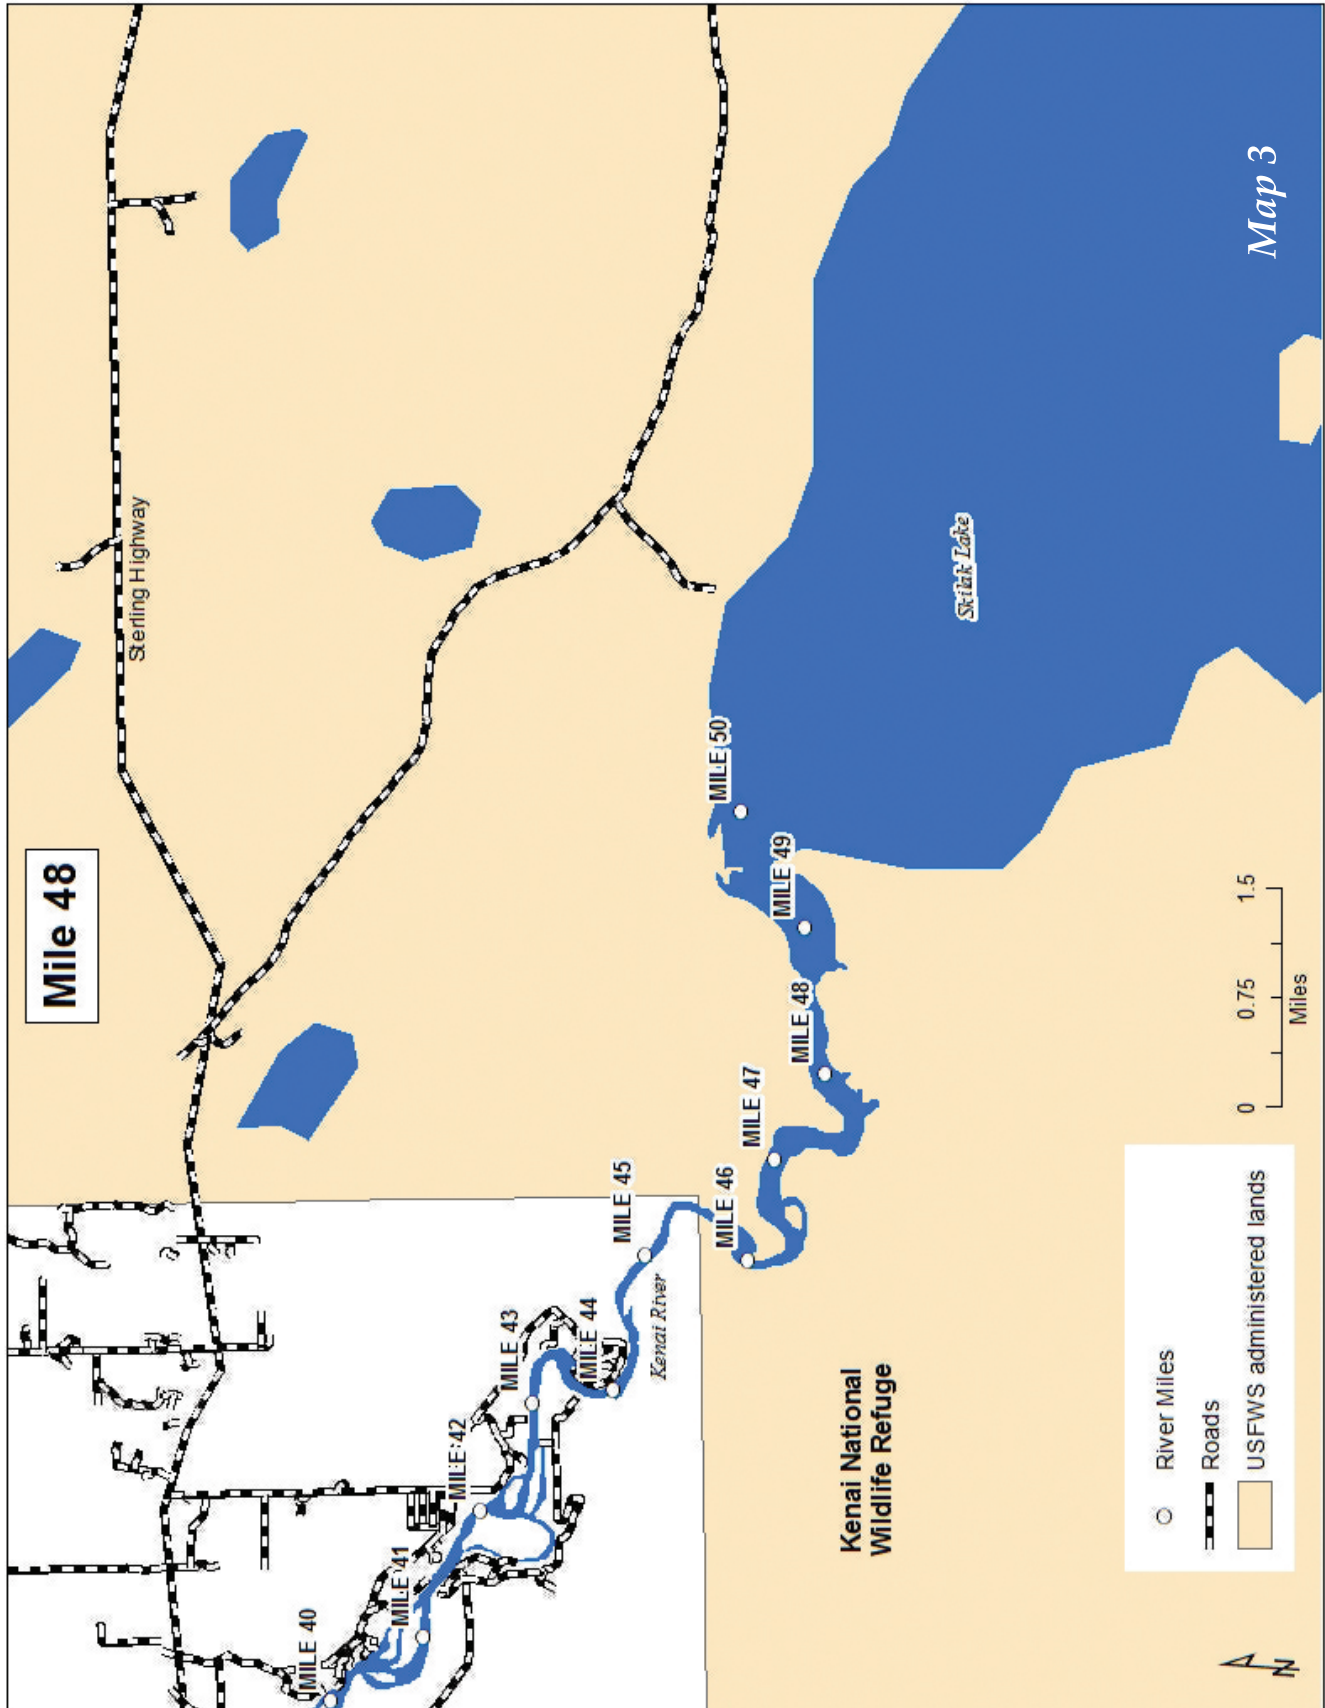 Mile 48
Sterling Highway
MILE 40
MILE 41
MILE 42
MILE 43
MILE 44
MILE 45
MILE 46
MILE 47
MILE 48
MILE 49
MILE 50
Kenai River
Skilak Lake
Kenai National
Wildlife Refuge
River Miles
Roads
USFWS administered lands
0 0.75 1.5
Miles
N
Map 3